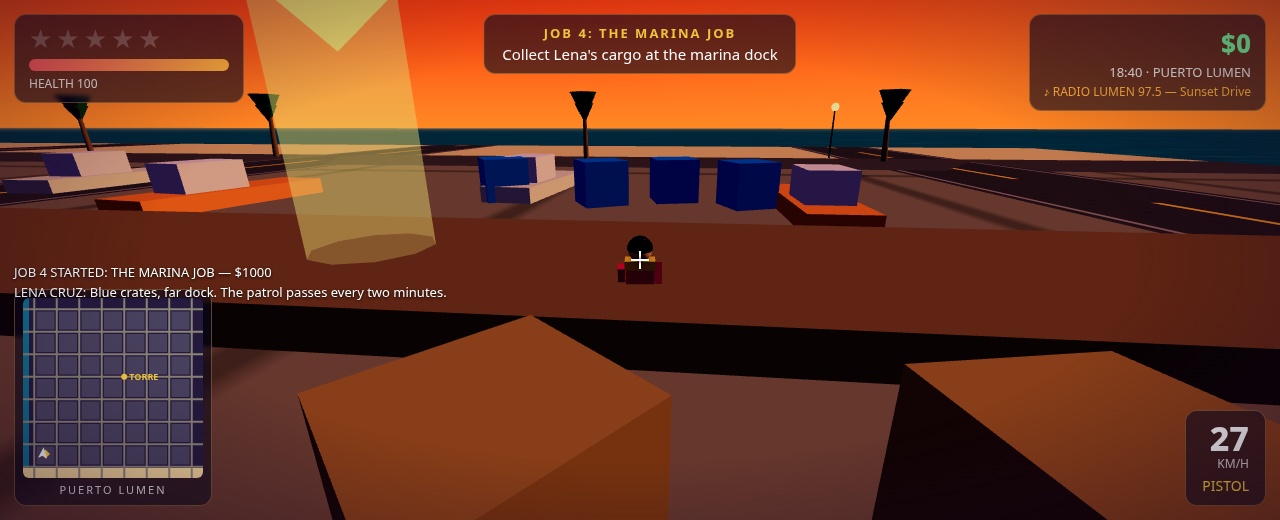 HEALTH 100
JOB 4: THE MARINA JOB
Collect Lena's cargo at the marina dock
$0
18:40 · PUERTO LUMEN
♪ RADIO LUMEN 97.5 — Sunset Drive
JOB 4 STARTED: THE MARINA JOB — $1000
LENA CRUZ: Blue crates, far dock. The patrol passes every two minutes.
TORRE
PUERTO LUMEN
27
KM/H
PISTOL